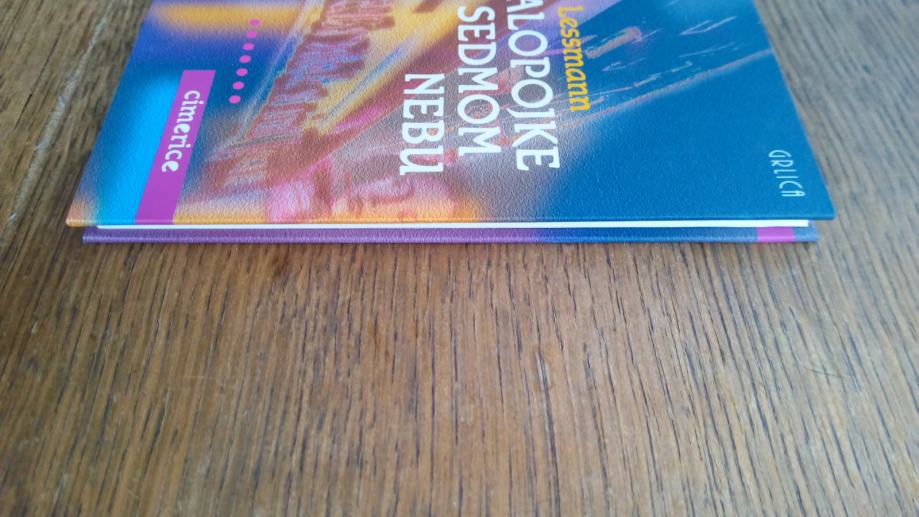 GRLICA
Lessmann
ALOPOJKE
SEDMOM
NEBU
cimerice